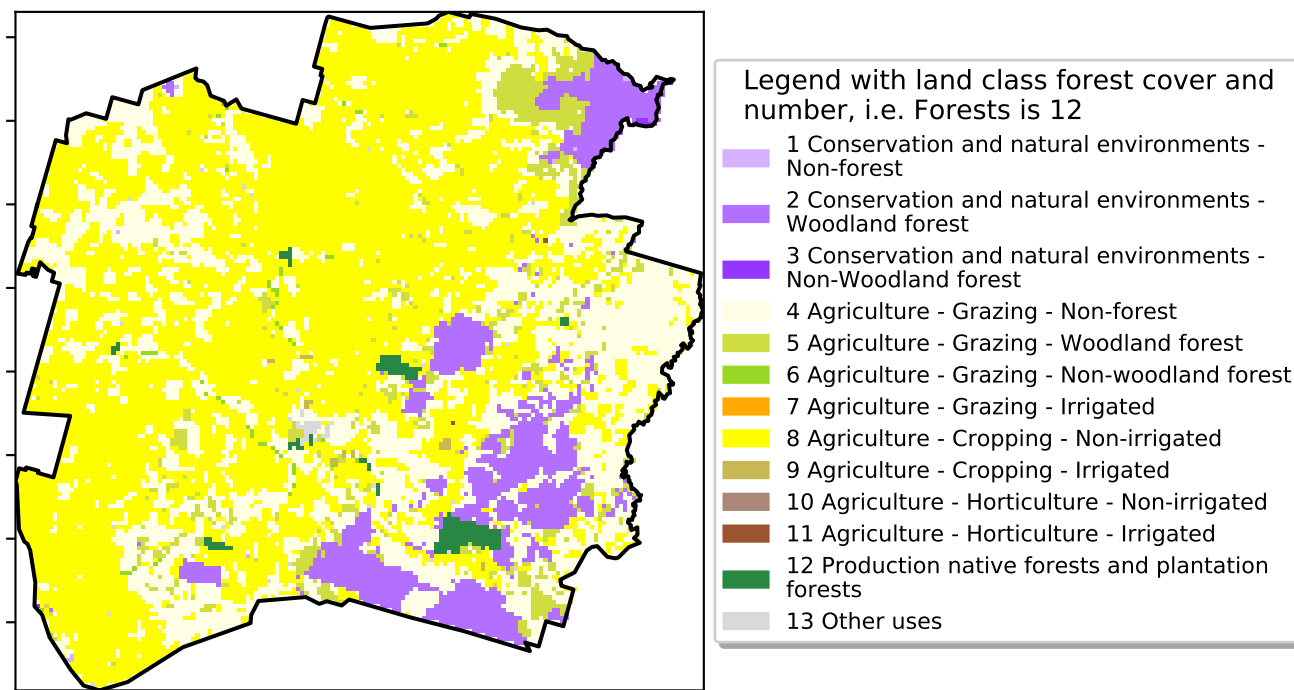 Legend with land class forest cover and
number, i.e. Forests is 12
1 Conservation and natural environments -
Non-forest
2 Conservation and natural environments -
Woodland forest
3 Conservation and natural environments -
Non-Woodland forest
4 Agriculture - Grazing - Non-forest
5 Agriculture - Grazing - Woodland forest
6 Agriculture - Grazing - Non-woodland forest
7 Agriculture - Grazing - Irrigated
8 Agriculture - Cropping - Non-irrigated
9 Agriculture - Cropping - Irrigated
10 Agriculture - Horticulture - Non-irrigated
11 Agriculture - Horticulture - Irrigated
12 Production native forests and plantation
forests
13 Other uses